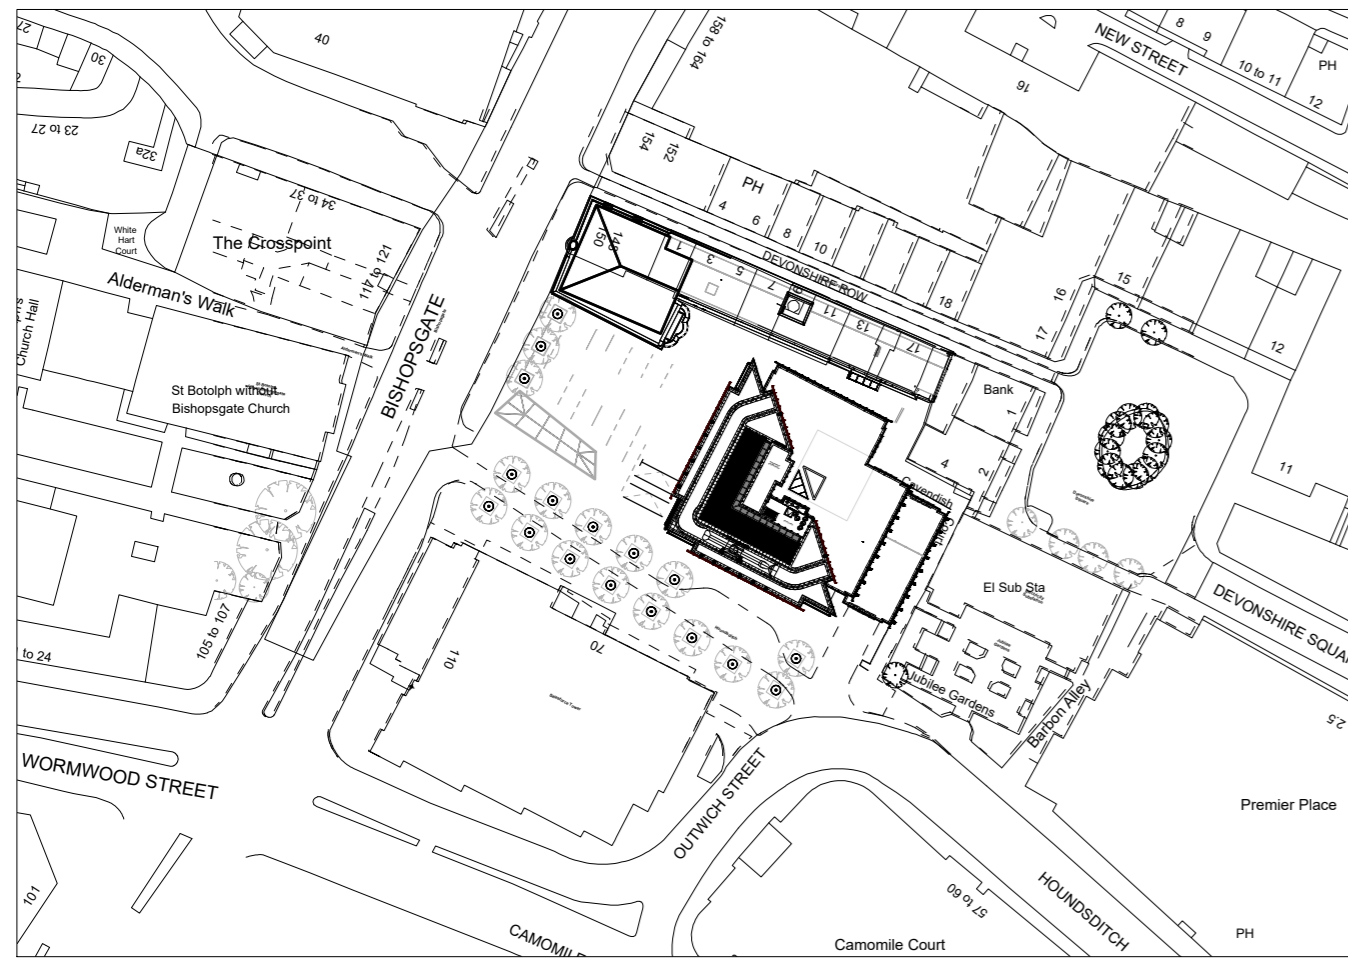 27
30
40
158 to 164
NEW STREET
8
9
10 to 11
PH
12
16
23 to 27
32a
154
152
PH
4
6
8
10
34 to 37
White
Hart
Court
The Crosspoint
117 to 121
150
148
1
3
5
7
9
11
13
17
DEVONSHIRE ROW
18
16
17
15
12
Alderman's Walk
BISHOPSGATE
Church Hall
St Botolph without
Bishopsgate Church
Bank
1
4
2
11
Cavendish
Court
El Sub Sta
DEVONSHIRE SQUA
105 to 107
to 24
110
70
Jubilee Gardens
Barbon Alley
2.5
WORMWOOD STREET
OUTWICH STREET
Premier Place
HOUNDSDITCH
101
57 to 60
CAMOMILE
Camomile Court
PH